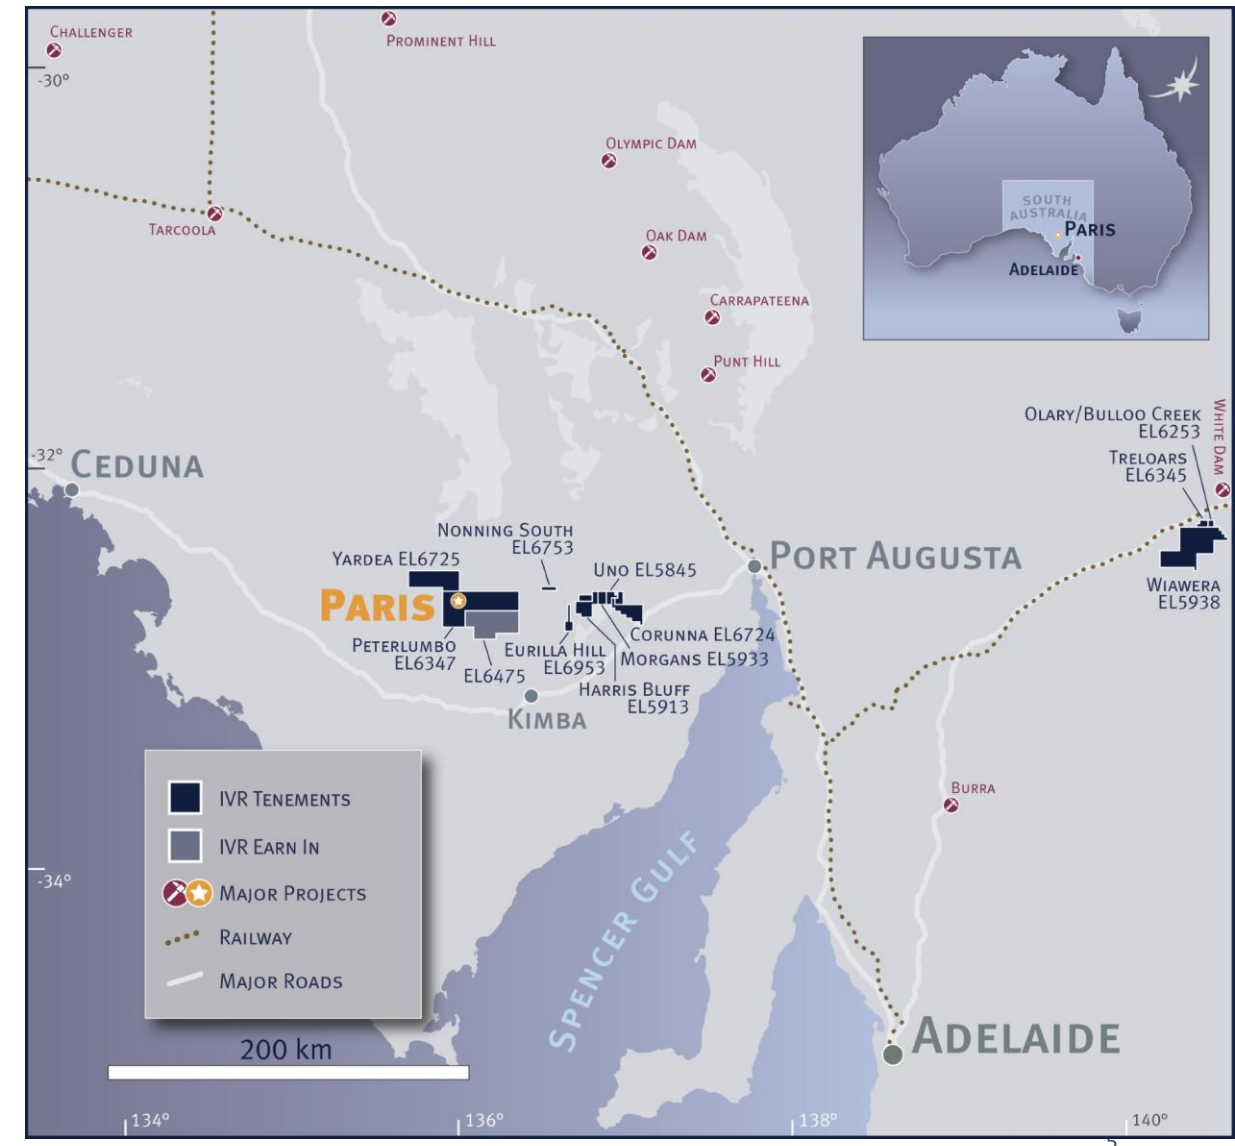 CHALLENGER
PROMINENT HILL
-30°
OLYMPIC DAM
TARCOOLA
OAK DAM
CARRAPATEENA
PUNT HILL
SOUTH
AUSTRALIA
PARIS
ADELAIDE
OLARY/BULLOO CREEK
EL6253
TRELOARS
EL6345
WHITE DAM
-32°
CEDUNA
NONNING SOUTH
EL6753
YARDEA EL6725
UNO EL5845
PORT AUGUSTA
PARIS
WIAWERA
EL5938
PETERLUMBO
EL6347
EL6475
EURILLA HILL
EL6953
CORUNNA EL6724
MORGANS EL5933
HARRIS BLUFF
EL5913
KIMBA
IVR TENEMENTS
IVR EARN IN
MAJOR PROJECTS
RAILWAY
MAJOR ROADS
BURRA
-34°
SPENCER GULF
200 km
ADELAIDE
134°
136°
138°
140°